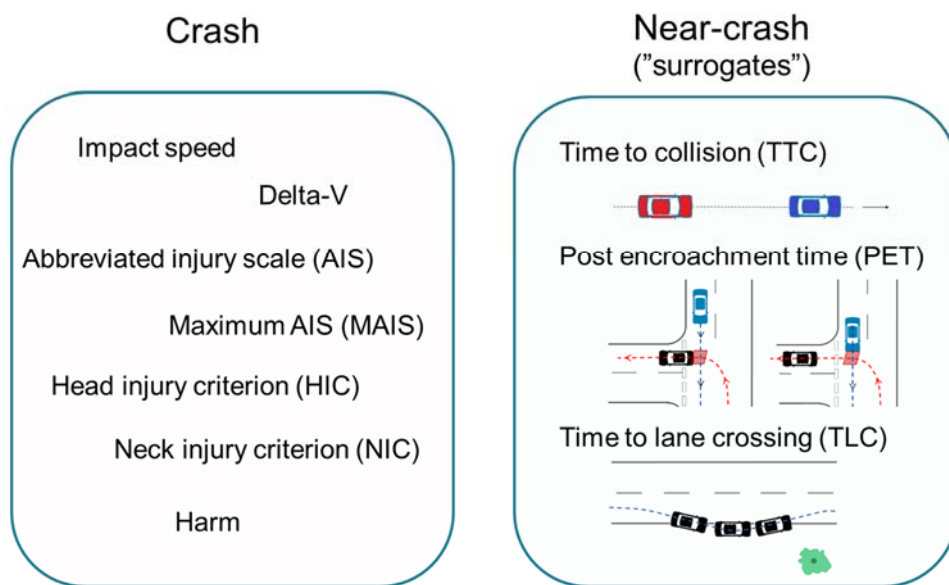 Crash
Near-crash
("surrogates")
Impact speed
Delta-V
Abbreviated injury scale (AIS)
Maximum AIS (MAIS)
Head injury criterion (HIC)
Neck injury criterion (NIC)
Harm
Time to collision (TTC)
Post encroachment time (PET)
Time to lane crossing (TLC)